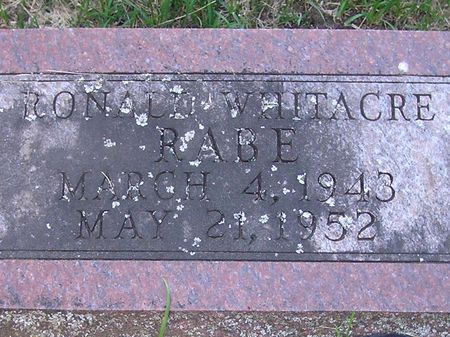 RONALD WHITACRE
RABE
MARCH 4, 1943
MAY 21, 1952